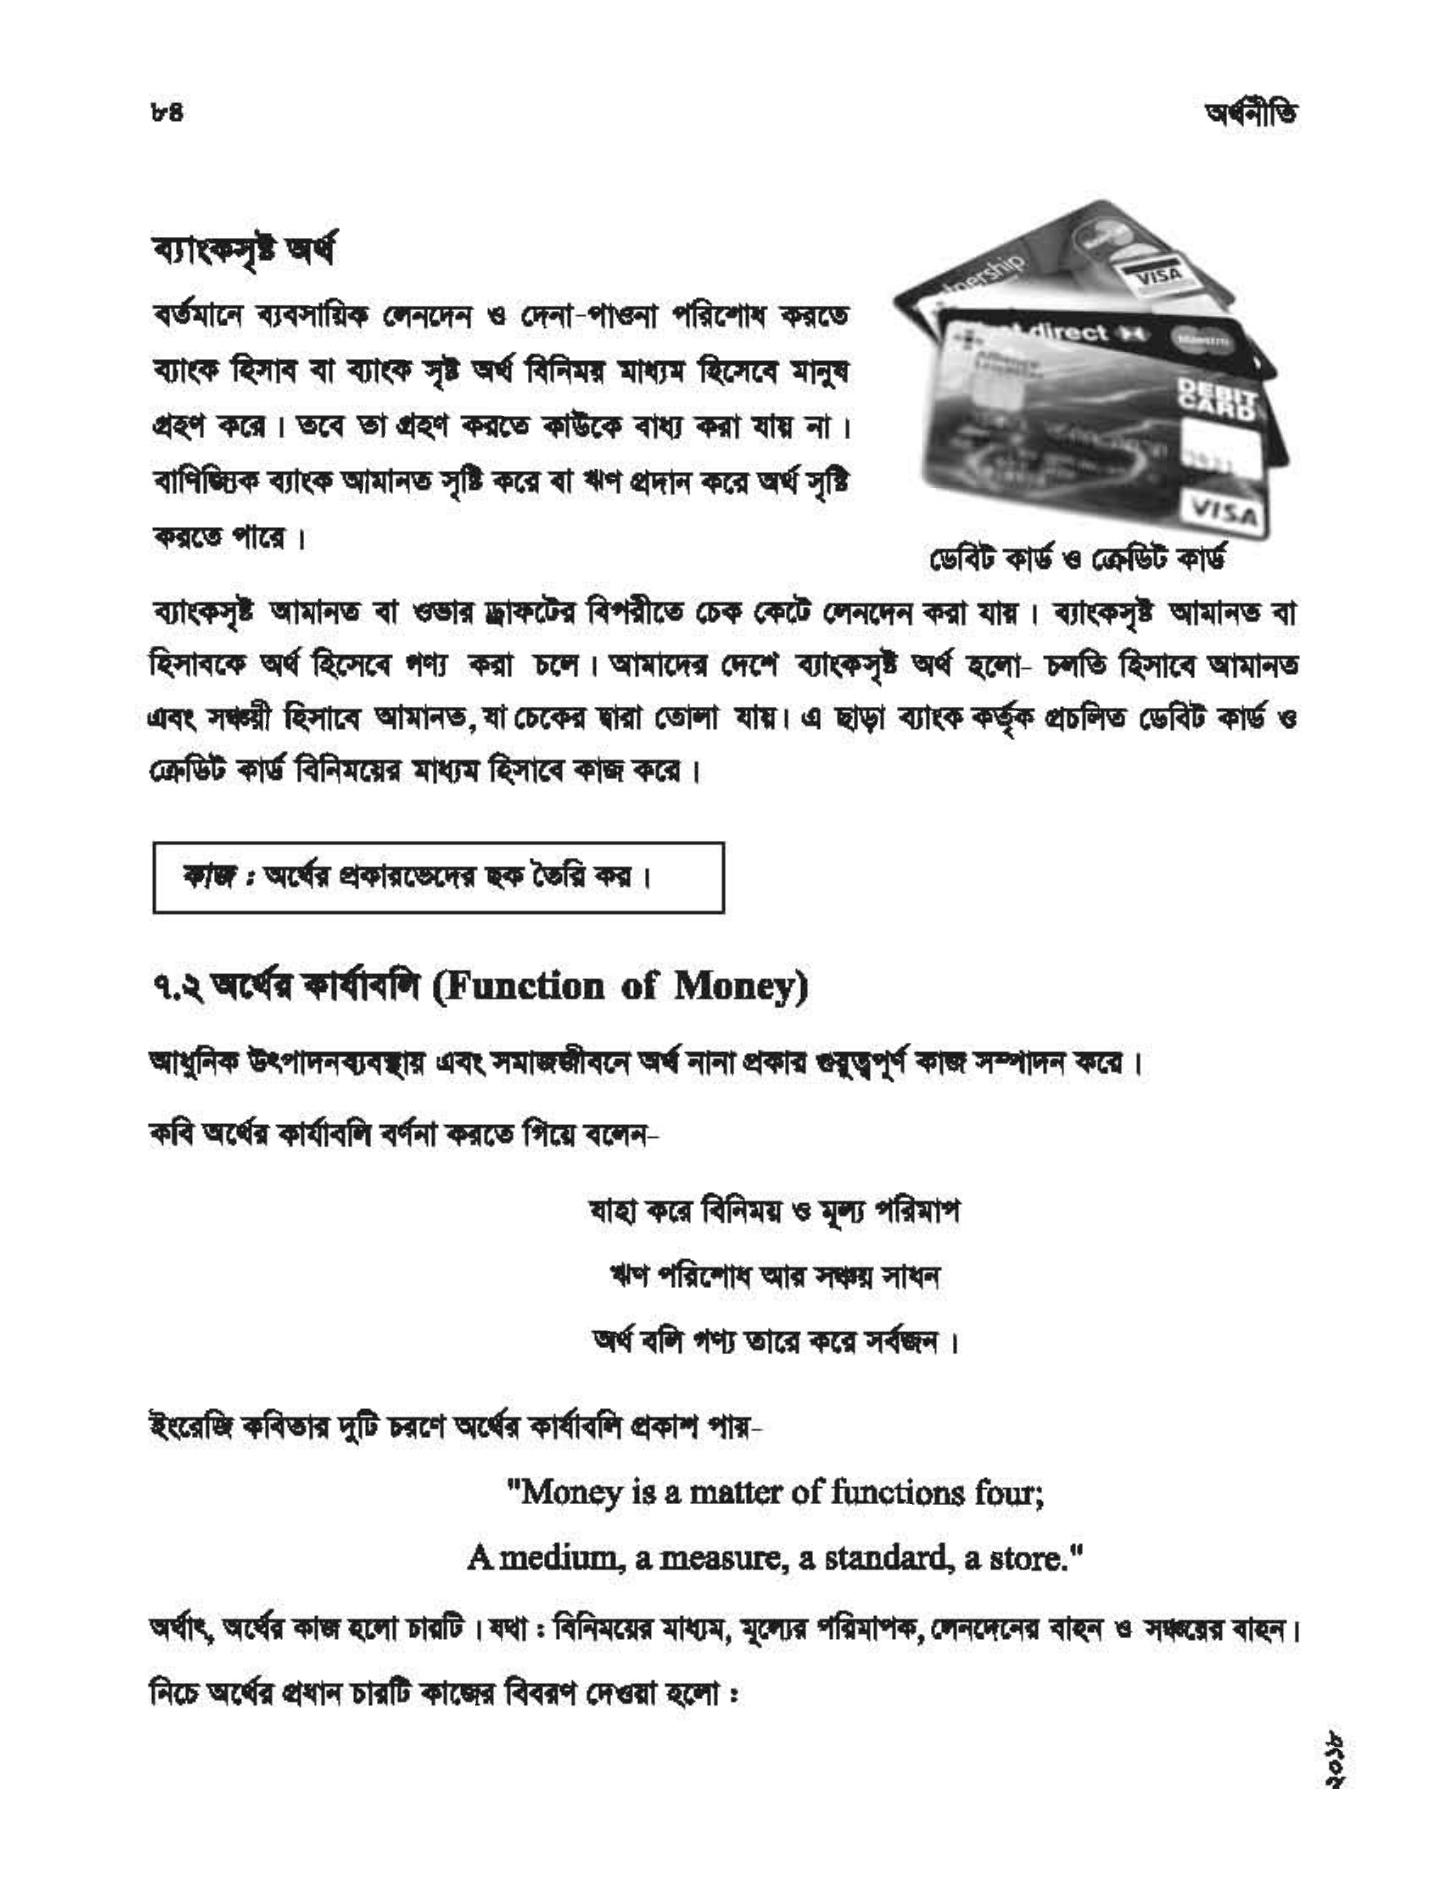 ৮৪
অর্থনীতি
ব্যাংকসৃষ্ট অর্থ
বর্তমানে ব্যবসায়িক লেনদেন ও দেনা-পাওনা পরিশোধ করতে
ব্যাংক হিসাব বা ব্যাংক সৃষ্ট অর্থ বিনিময় মাধ্যম হিসেবে মানুষ
গ্রহণ করে। তবে তা গ্রহণ করতে কাউকে বাধ্য করা যায় না।
বাণিজ্যিক ব্যাংক আমানত সৃষ্টি করে বা ঋণ প্রদান করে অর্থ সৃষ্টি
করতে পারে।
nership
VISA
direct
Maestro
DEBIT
CARD
VISA
ডেবিট কার্ড ও ক্রেডিট কার্ড
ব্যাংকসৃষ্ট আমানত বা ওভার ড্রাফটের বিপরীতে চেক কেটে লেনদেন করা যায়। ব্যাংকসৃষ্ট আমানত বা
হিসাবকে অর্থ হিসেবে গণ্য করা চলে। আমাদের দেশে ব্যাংকসৃষ্ট অর্থ হলো- চলতি হিসাবে আমানত
এবং সঞ্চয়ী হিসাবে আমানত, যা চেকের দ্বারা তোলা যায়। এ ছাড়া ব্যাংক কর্তৃক প্রচলিত ডেবিট কার্ড ও
ক্রেডিট কার্ড বিনিময়ের মাধ্যম হিসাবে কাজ করে।
কাজ : অর্থের প্রকারভেদের ছক তৈরি কর।
৭.২ অর্থের কার্যাবলি (Function of Money)
আধুনিক উৎপাদনব্যবস্থায় এবং সমাজজীবনে অর্থ নানা প্রকার গুরুত্বপূর্ণ কাজ সম্পাদন করে।
কবি অর্থের কার্যাবলি বর্ণনা করতে গিয়ে বলেন-
যাহা করে বিনিময় ও মূল্য পরিমাপ
ঋণ পরিশোধ আর সঞ্চয় সাধন
অর্থ বলি গণ্য তারে করে সর্বজন।
ইংরেজি কবিতার দুটি চরণে অর্থের কার্যাবলি প্রকাশ পায়-
"Money is a matter of functions four;
A medium, a measure, a standard, a store."
অর্থাৎ, অর্থের কাজ হলো চারটি। যথা : বিনিময়ের মাধ্যম, মূল্যের পরিমাপক, লেনদেনের বাহন ও সঞ্চয়ের বাহন।
নিচে অর্থের প্রধান চারটি কাজের বিবরণ দেওয়া হলো :
২০১৮